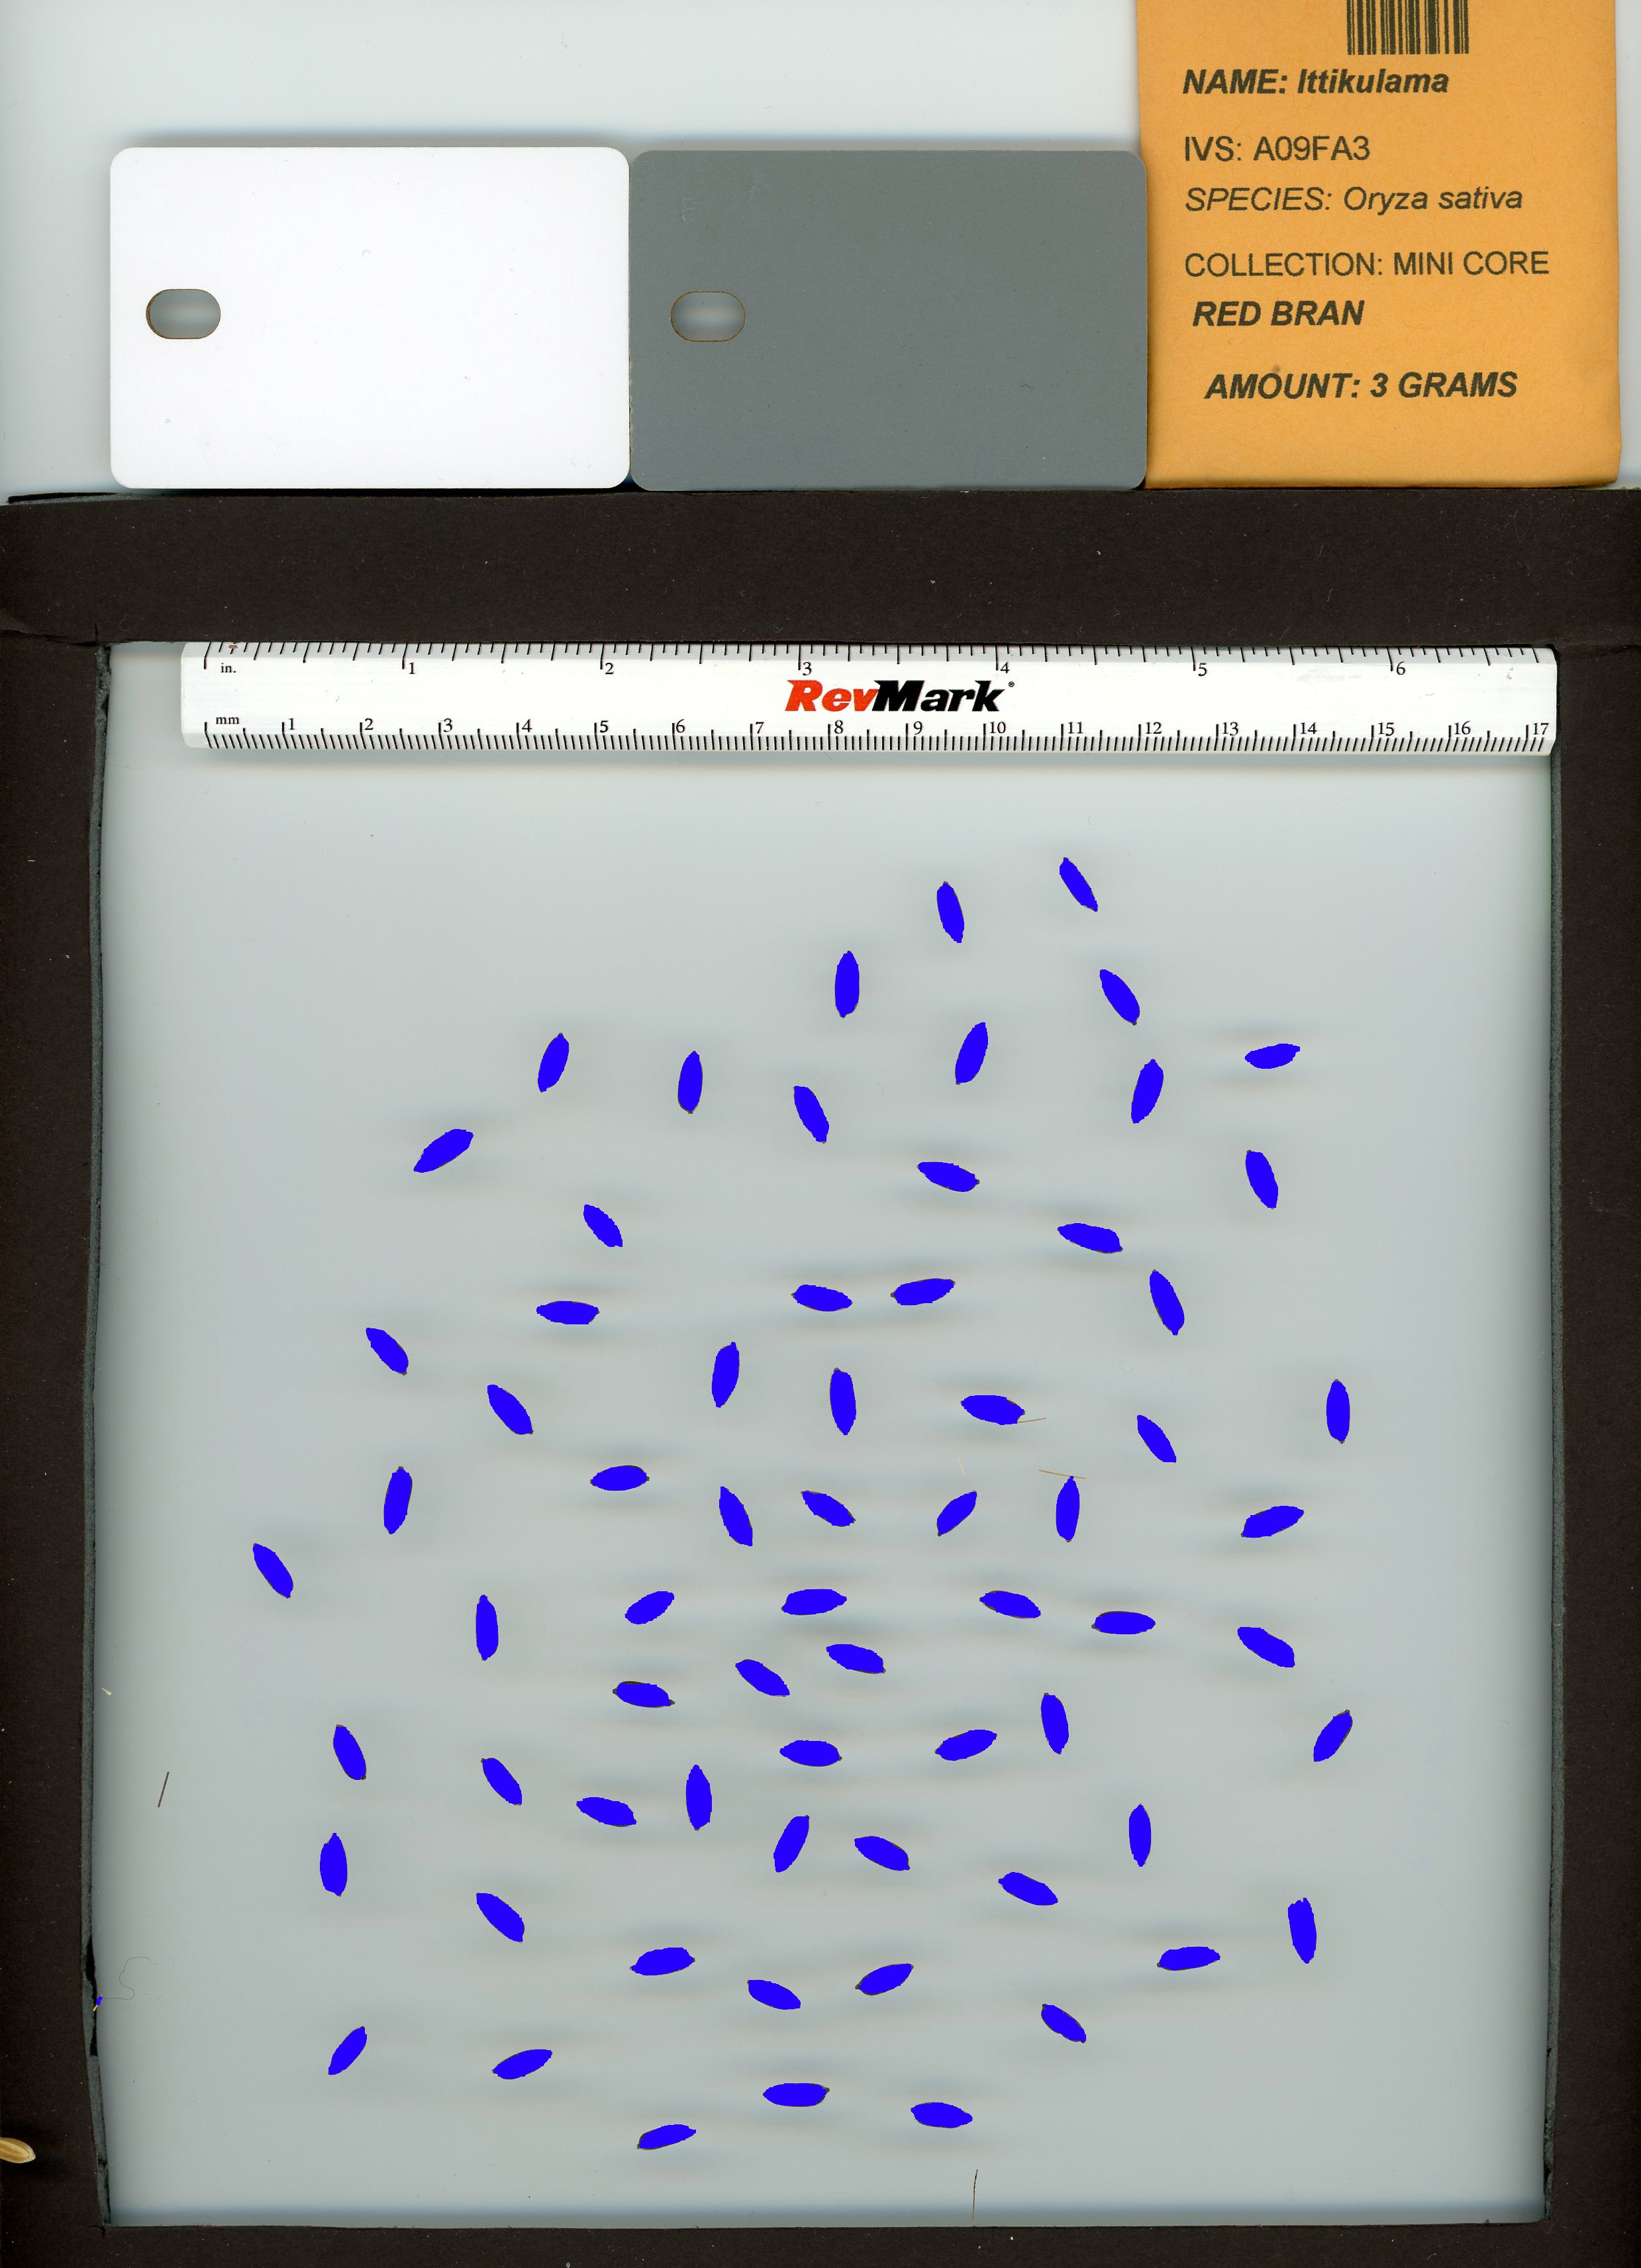 NAME: Ittikulama
IVS: A09FA3
SPECIES: Oryza sativa
COLLECTION: MINI CORE
RED BRAN
AMOUNT: 3 GRAMS
in. 1 2 3 4 5 6
RevMark®
mm 1 2 3 4 5 6 7 8 9 10 11 12 13 14 15 16 17